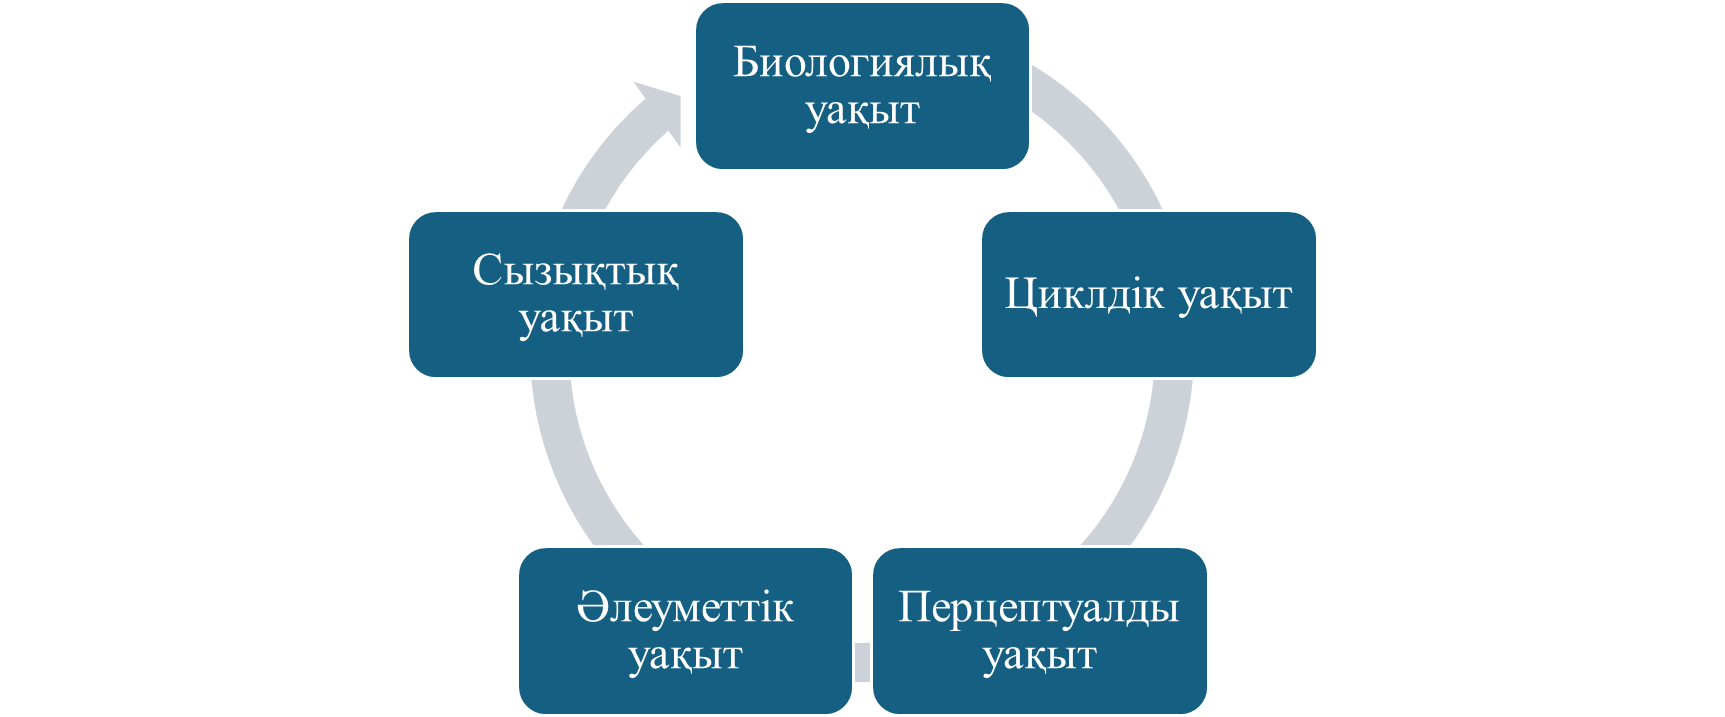 Биологиялық
уақыт
Циклдік уақыт
Перцептуалды
уақыт
Әлеуметтік
уақыт
Сызықтық
уақыт